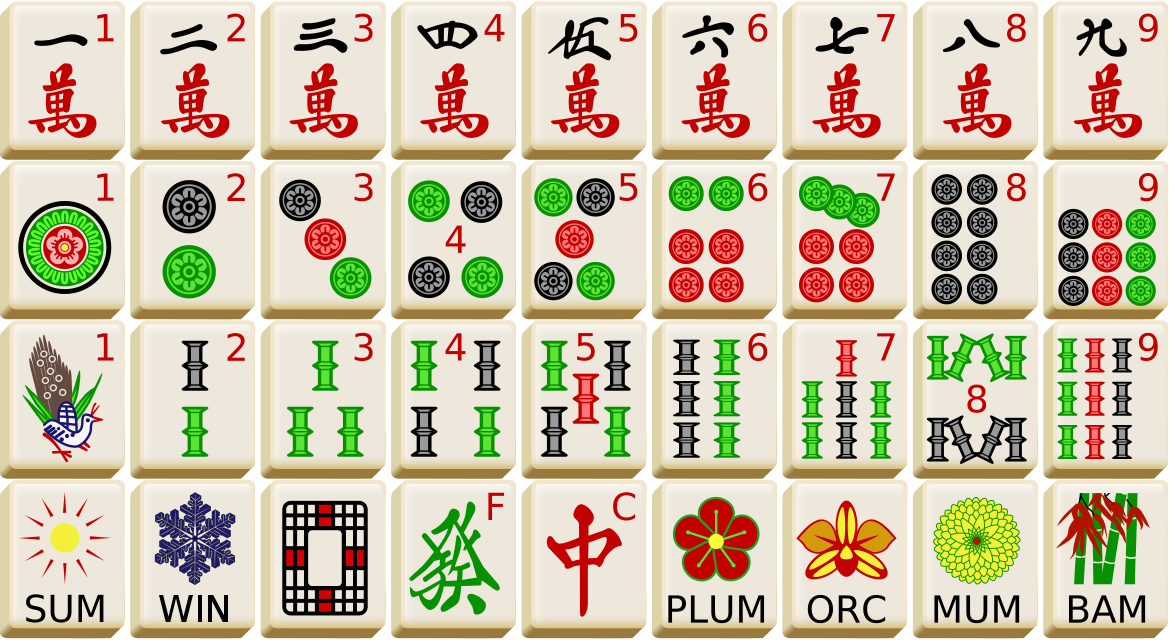 一 1 二 2 三 3 四 4 伍 5 六 6 七 7 八 8 九 9
萬 萬 萬 萬 萬 萬 萬 萬 萬
1 2 3 4 5 6 7 8 9
1 2 3 4 5 6 7 8 9
發 F 中 C
SUM WIN PLUM ORC MUM BAM